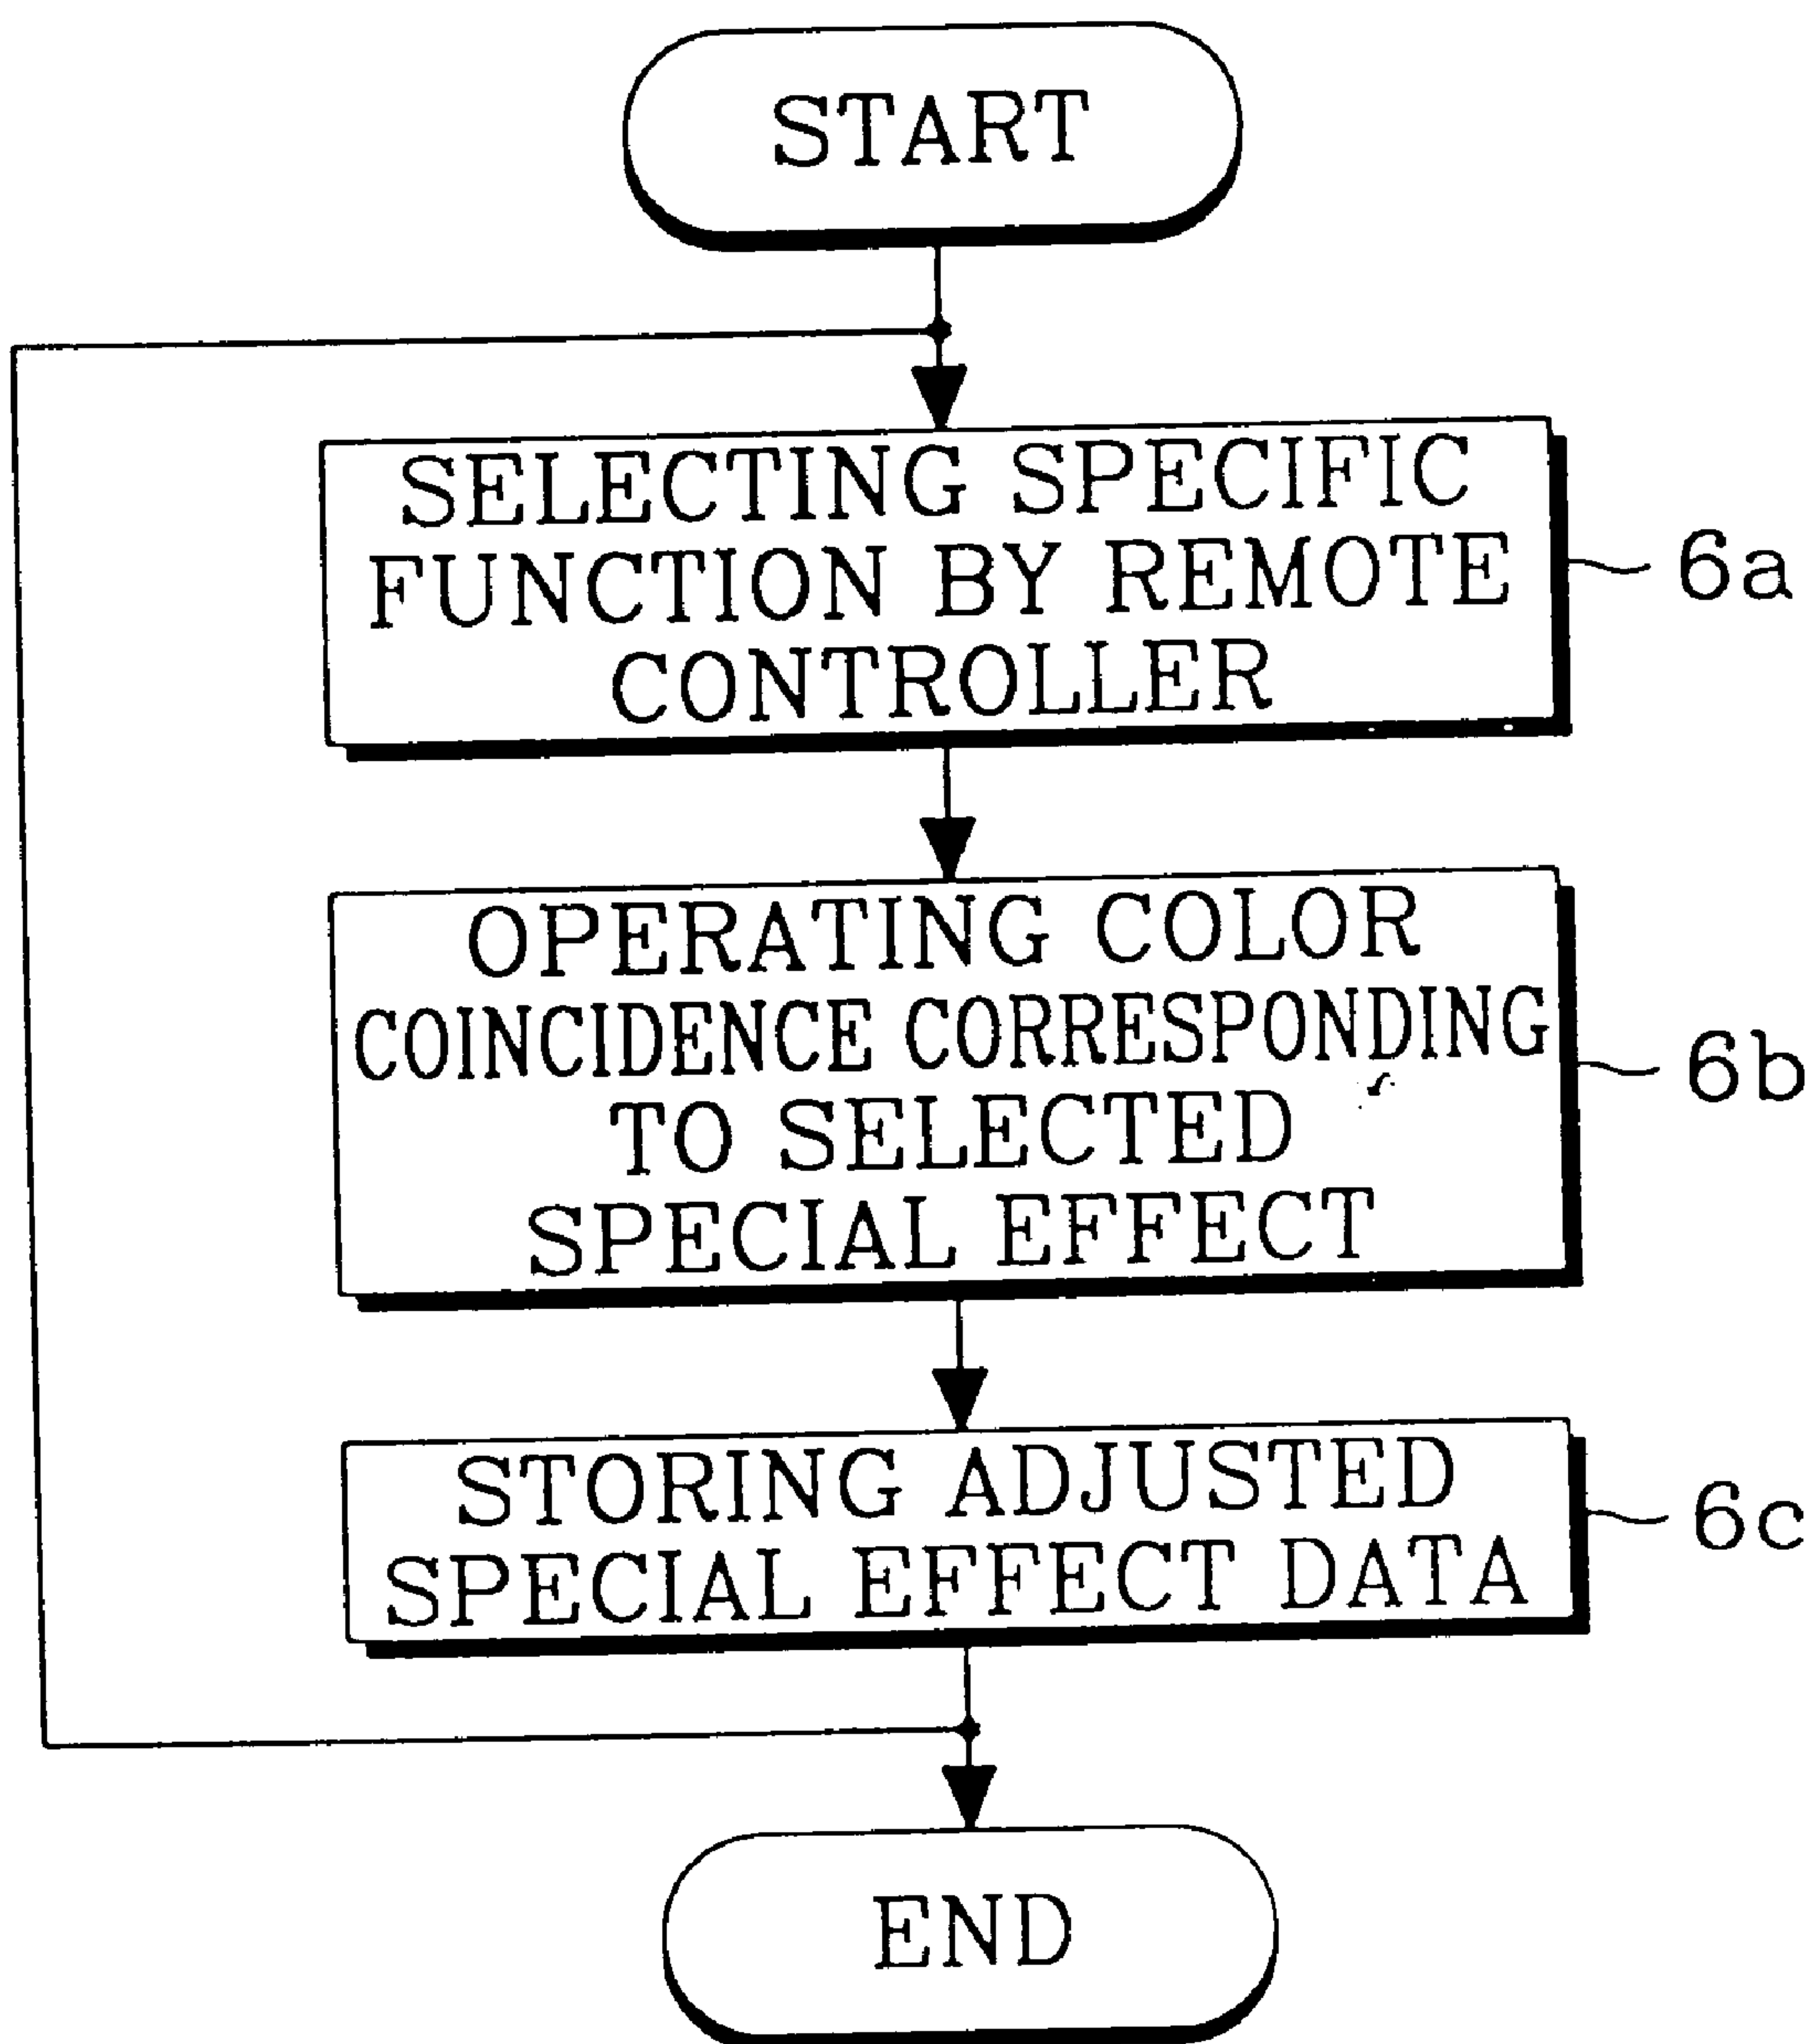 START
SELECTING SPECIFIC
FUNCTION BY REMOTE
CONTROLLER
6a
OPERATING COLOR
COINCIDENCE CORRESPONDING
TO SELECTED
SPECIAL EFFECT
6b
STORING ADJUSTED
SPECIAL EFFECT DATA
6c
END